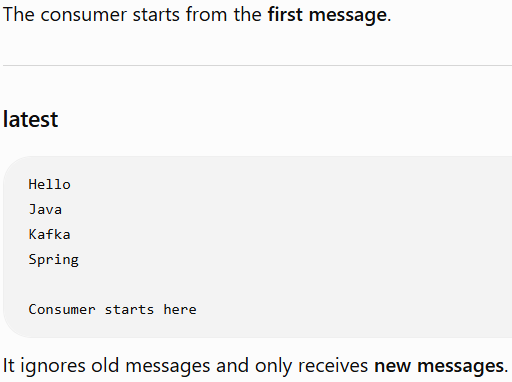 The consumer starts from the first message.
latest
Hello
Java
Kafka
Spring
Consumer starts here
It ignores old messages and only receives new messages.